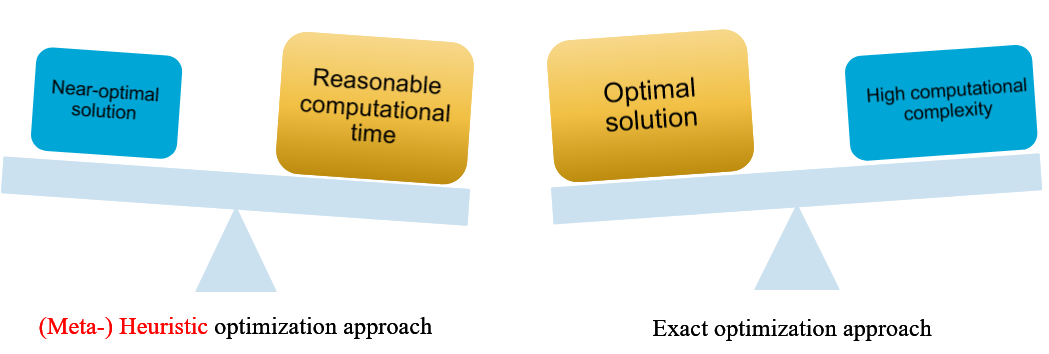 Near-optimal
solution
Reasonable
computational
time
Optimal
solution
High computational
complexity
(Meta-) Heuristic optimization approach
Exact optimization approach